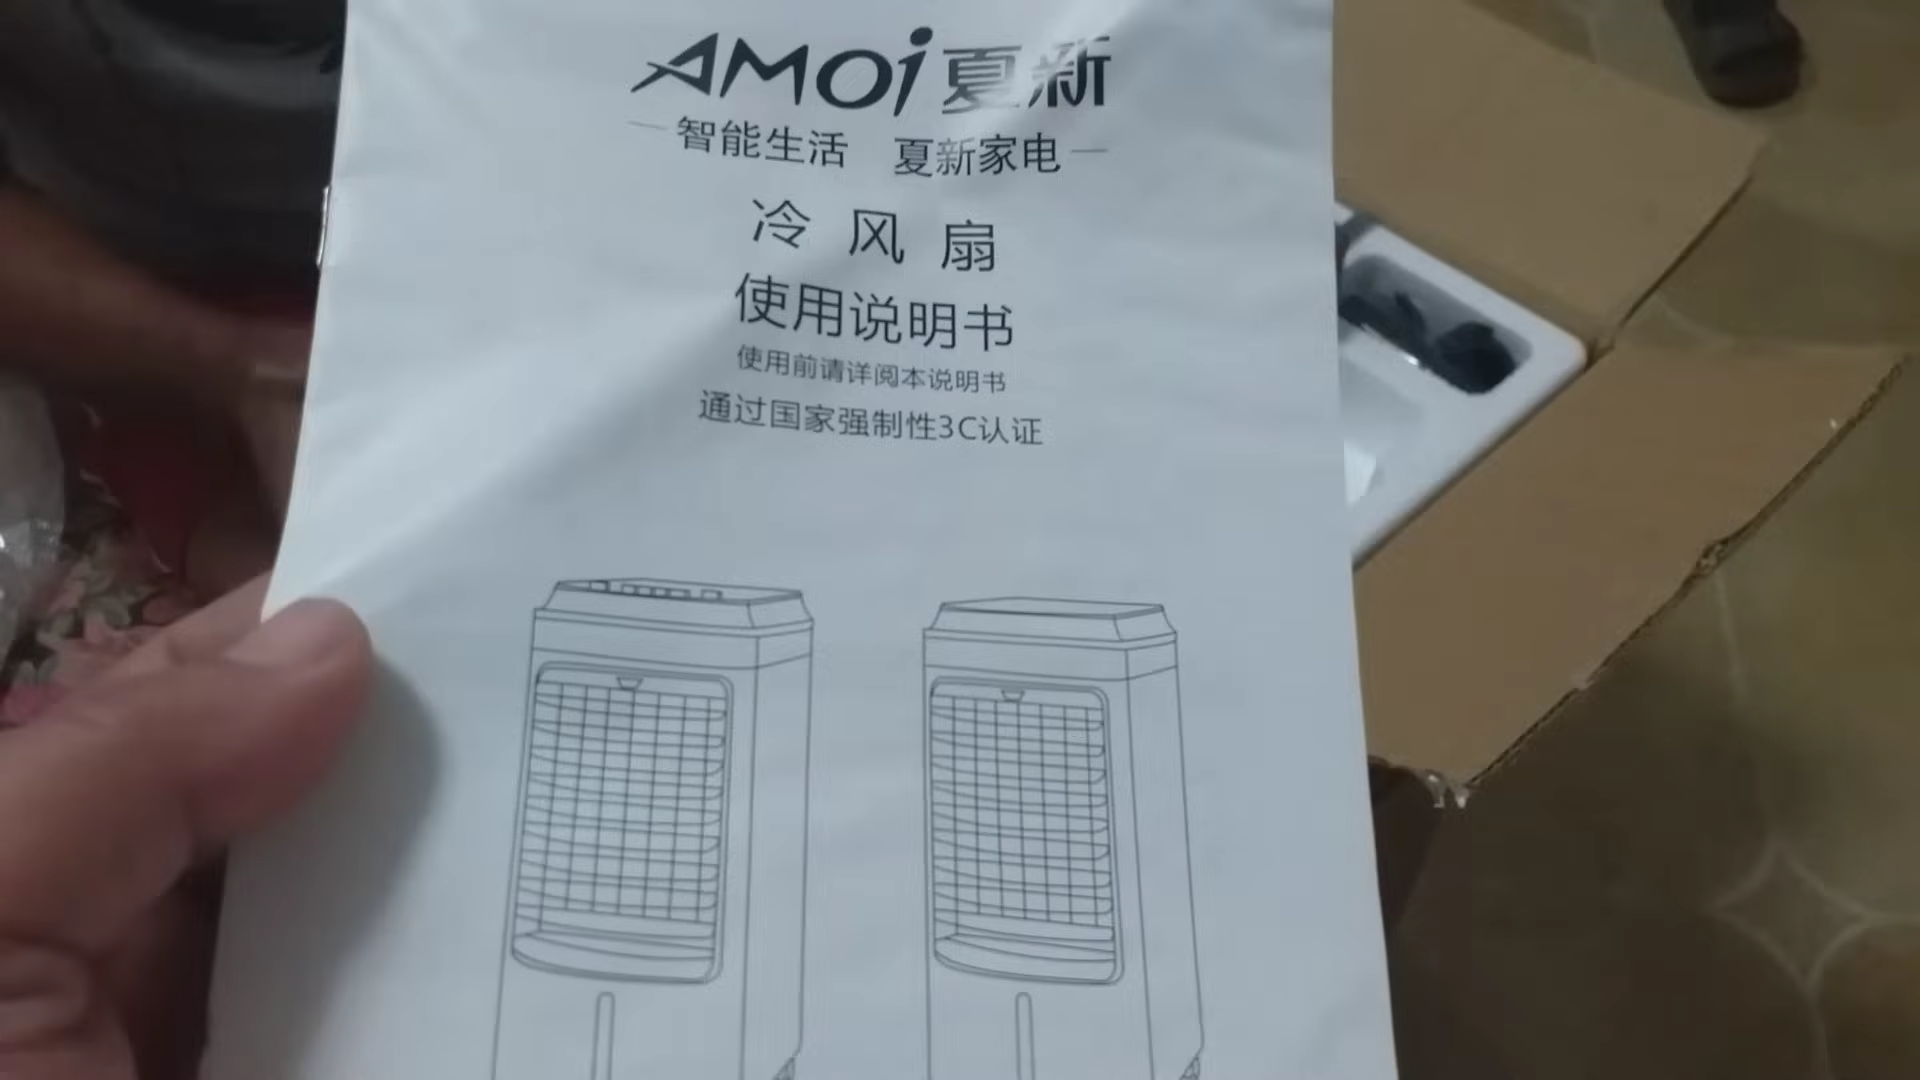 AMOi夏新
智能生活 夏新家电
冷风扇
使用说明书
使用前请详阅本说明书
通过国家强制性3C认证